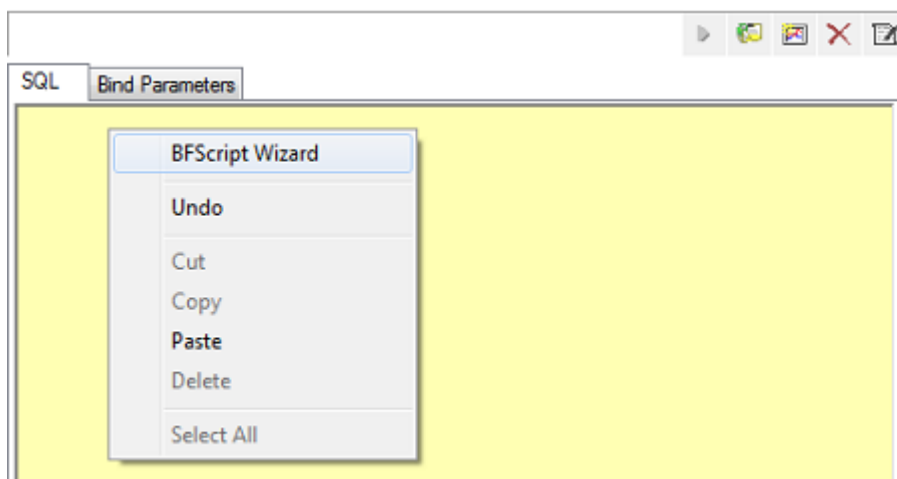 SQL
Bind Parameters
BFScript Wizard
Undo
Cut
Copy
Paste
Delete
Select All